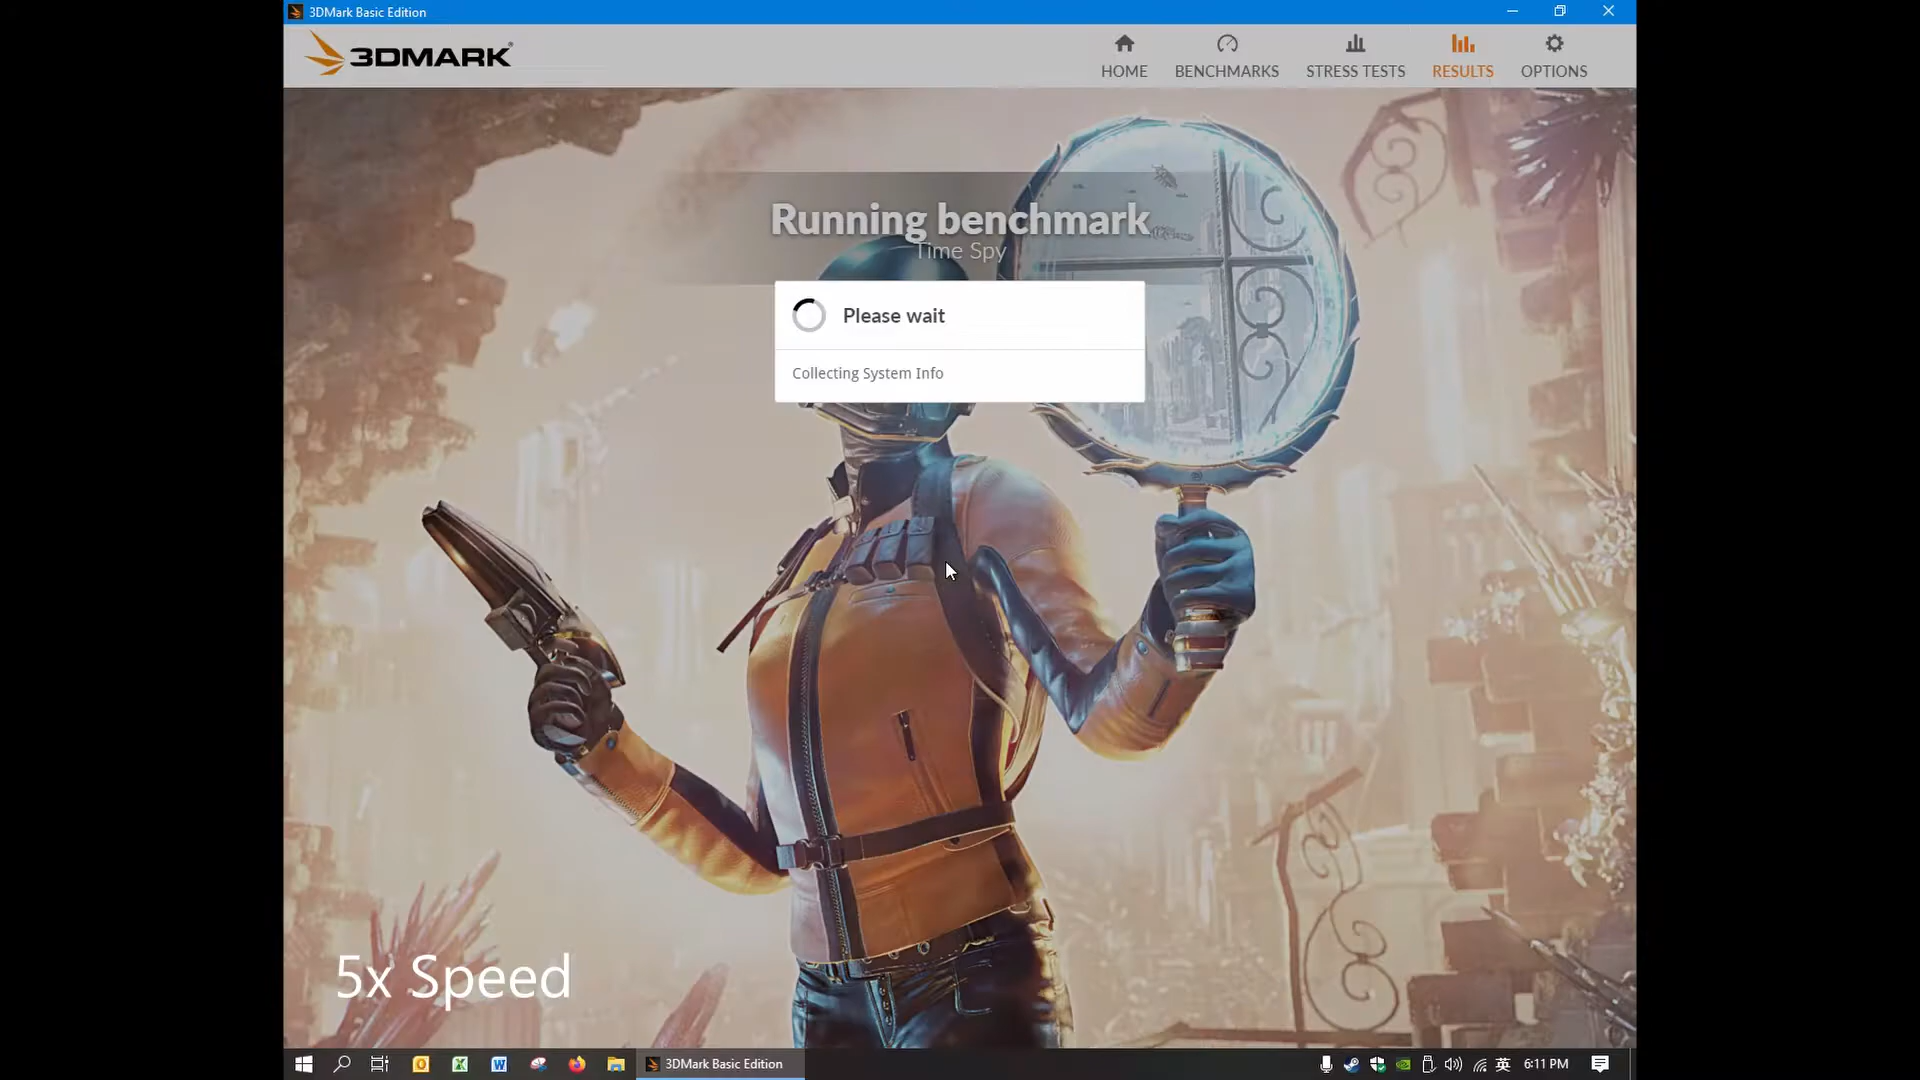 3DMark Basic Edition
3DMARK
HOME
BENCHMARKS
STRESS TESTS
RESULTS
OPTIONS
Running benchmark
Time Spy
Please wait
Collecting System Info
5x Speed
3DMark Basic Edition
英
6:11 PM